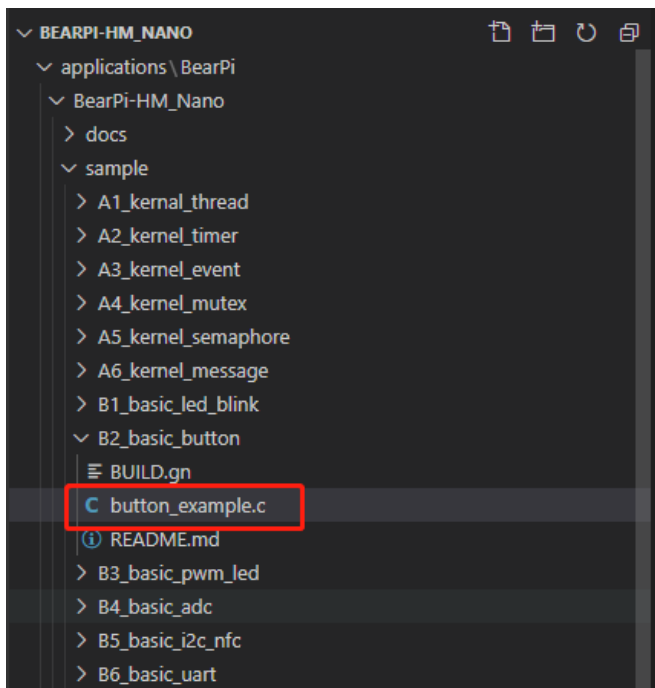 BEARPI-HM_NANO
applications\BearPi
BearPi-HM_Nano
docs
sample
A1_kernal_thread
A2_kernel_timer
A3_kernel_event
A4_kernel_mutex
A5_kernel_semaphore
A6_kernel_message
B1_basic_led_blink
B2_basic_button
BUILD.gn
C button_example.c
README.md
B3_basic_pwm_led
B4_basic_adc
B5_basic_i2c_nfc
B6_basic_uart